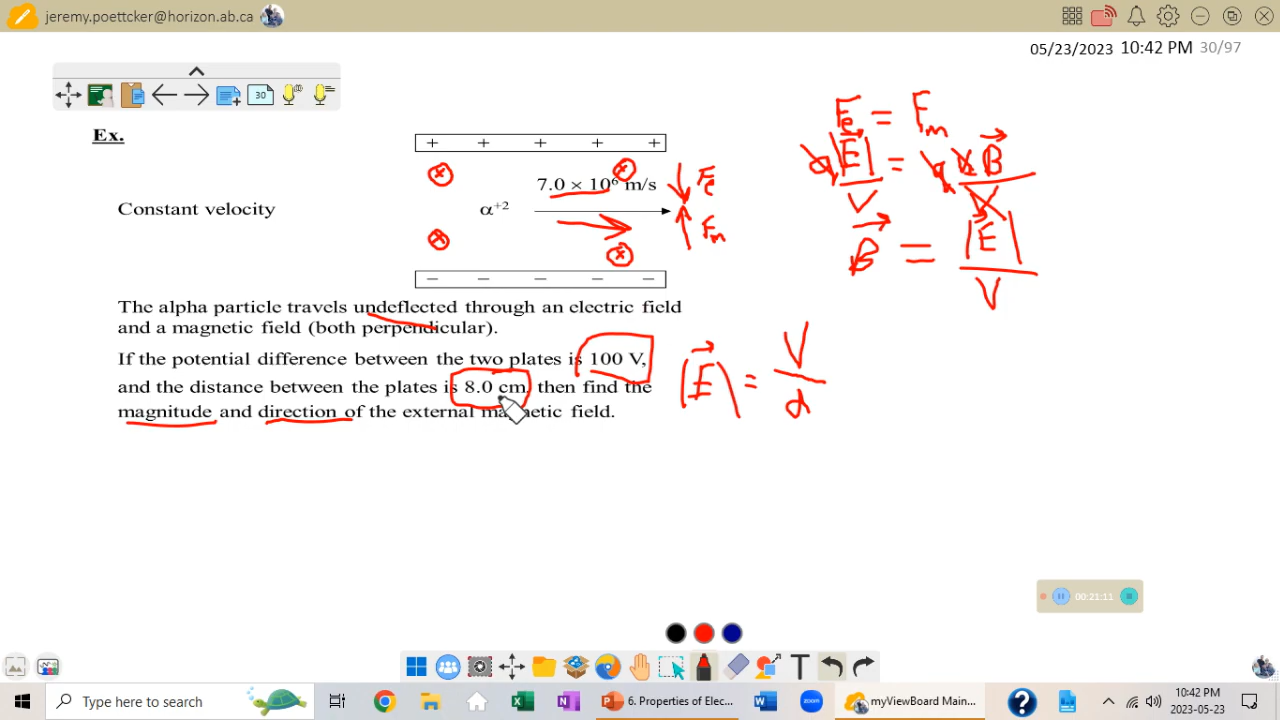 jeremy.poettcker@horizon.ab.ca
05/23/2023 10:42 PM 30/97
30
Ex.
+ + + + +
7.0 × 10⁶ m/s
Constant velocity
α⁺²
Fe
Fm
− − − − −
The alpha particle travels undeflected through an electric field
and a magnetic field (both perpendicular).
If the potential difference between the two plates is 100 V,
and the distance between the plates is 8.0 cm, then find the
magnitude and direction of the external magnetic field.
Fe = Fm
q|E| = q v B
v v
B = |E|
v
|E| = V
d
00:21:11
T
Type here to search
6. Properties of Elec...
zoom
myViewBoard Main...
10:42 PM
2023-05-23